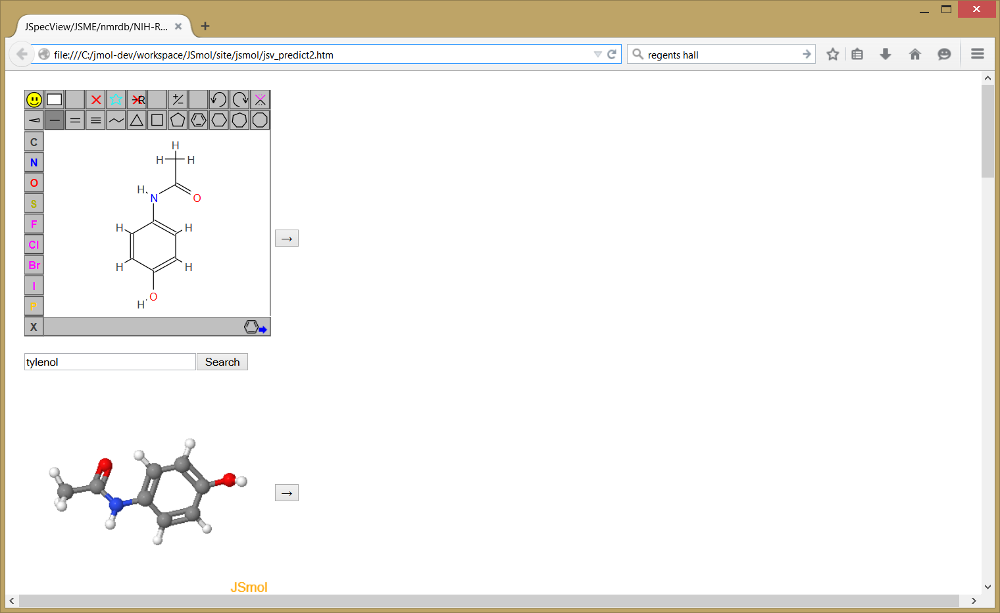 JSpecView/JSME/nmrdb/NIH-R...
file:///C:/jmol-dev/workspace/JSmol/site/jsmol/jsv_predict2.htm
regents hall
R
C
N
O
S
F
Cl
Br
I
P
X
H
H H
H N O
H H
H H
O
H
tylenol Search
→
→
JSmol